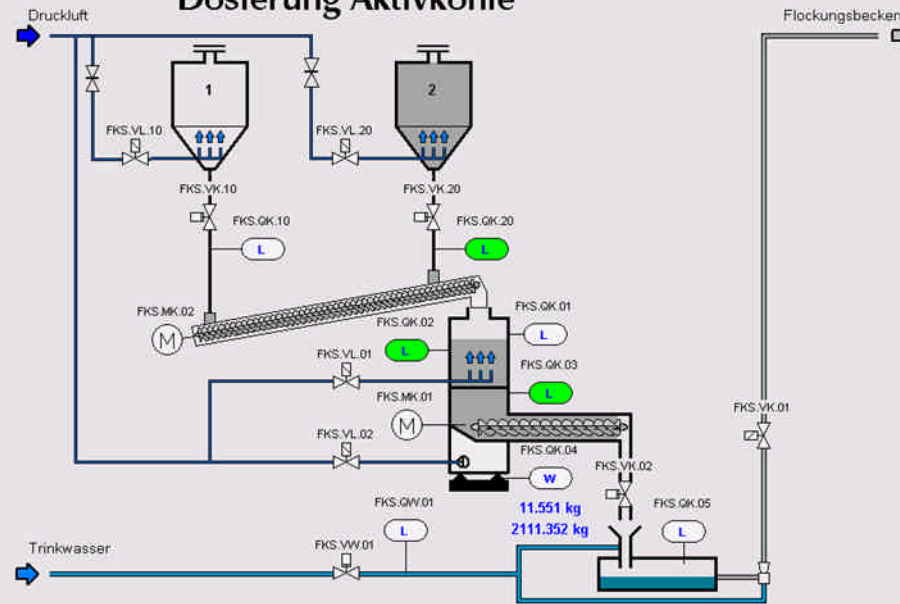 Dosierung Aktivkohle
Druckluft
Flockungsbecken
1
2
FKS.VL.10
FKS.VL.20
FKS.VK.10
FKS.VK.20
FKS.QK.10
FKS.QK.20
L
L
FKS.MK.02
M
FKS.QK.01
FKS.QK.02
L
L
FKS.VL.01
FKS.QK.03
L
FKS.MK.01
M
FKS.VK.01
FKS.VL.02
FKS.QK.04
FKS.VK.02
W
FKS.QW.01
11.551 kg
FKS.QK.05
2111.352 kg
L
L
Trinkwasser
FKS.VW.01